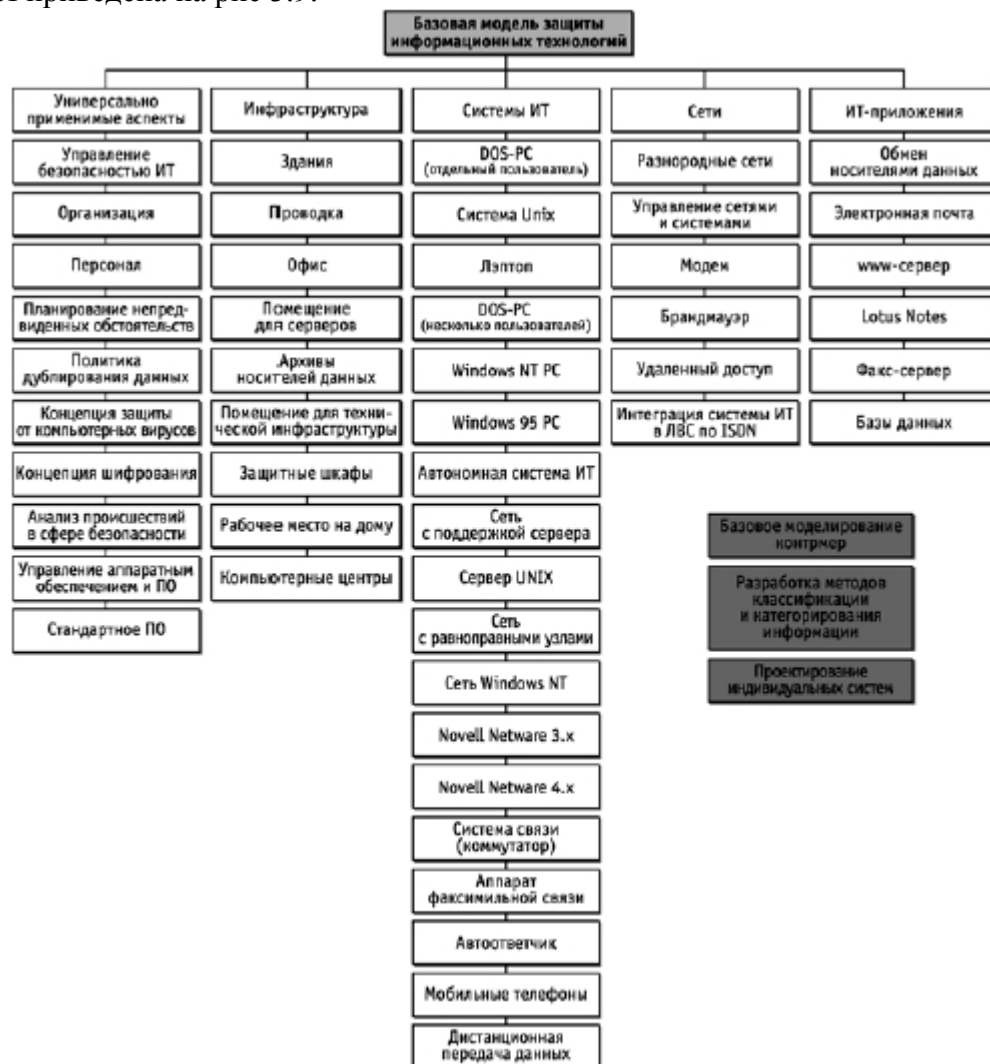 приведена на рис 3.9.
Базовая модель защиты
информационных технологий
Универсально
применимые аспекты
Управление
безопасностью ИТ
Организация
Персонал
Планирование непред-
виденных обстоятельств
Политика
дублирования данных
Концепция защиты
от компьютерных вирусов
Концепция шифрования
Анализ происшествий
в сфере безопасности
Управление аппаратным
обеспечением и ПО
Стандартное ПО
Инфраструктура
Здания
Проводка
Офис
Помещение
для серверов
Архивы
носителей данных
Помещение для техни-
ческой инфраструктуры
Защитные шкафы
Рабочее место на дому
Компьютерные центры
Системы ИТ
DOS-PC
(отдельный пользователь)
Система Unix
Лэптоп
DOS-PC
(несколько пользователей)
Windows NT PC
Windows 95 PC
Автономная система ИТ
Сеть
с поддержкой сервера
Сервер UNIX
Сеть
с равноправными узлами
Сеть Windows NT
Novell Netware 3.x
Novell Netware 4.x
Система связи
(коммутатор)
Аппарат
факсимильной связи
Автоответчик
Мобильные телефоны
Дистанционная
передача данных
Сети
Разнородные сети
Управление сетями
и системами
Модем
Брандмауэр
Удаленный доступ
Интеграция системы ИТ
в ЛВС по ISDN
ИТ-приложения
Обмен
носителями данных
Электронная почта
www-сервер
Lotus Notes
Факс-сервер
Базы данных
Базовое моделирование
контрмер
Разработка методов
классификации
и категорирования
информации
Проектирование
индивидуальных систем